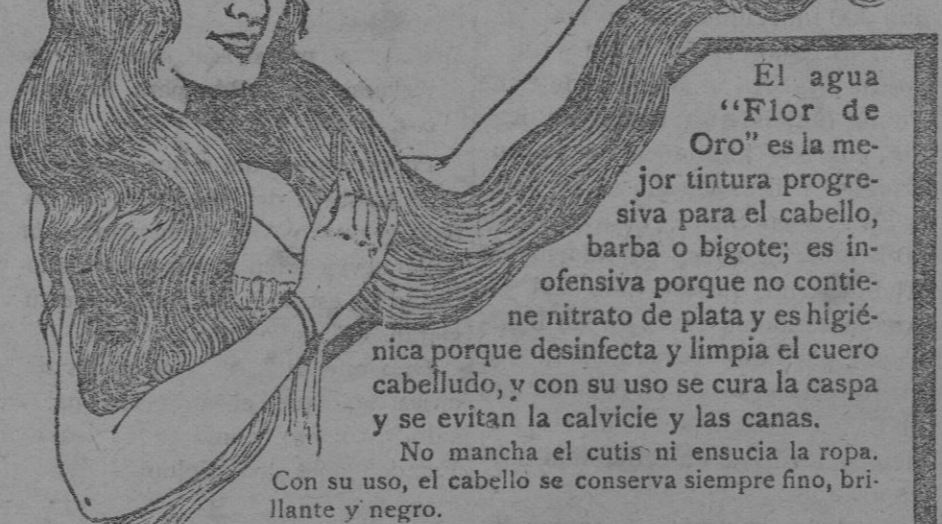 El agua
“Flor de
Oro” es la me-
jor tintura progre-
siva para el cabello,
barba o bigote; es in-
ofensiva porque no contie-
ne nitrato de plata y es higié-
nica porque desinfecta y limpia el cuero
cabelludo, y con su uso se cura la caspa
y se evitan la calvicie y las canas.
No mancha el cutis ni ensucia la ropa.
Con su uso, el cabello se conserva siempre fino, bri-
llante y negro.